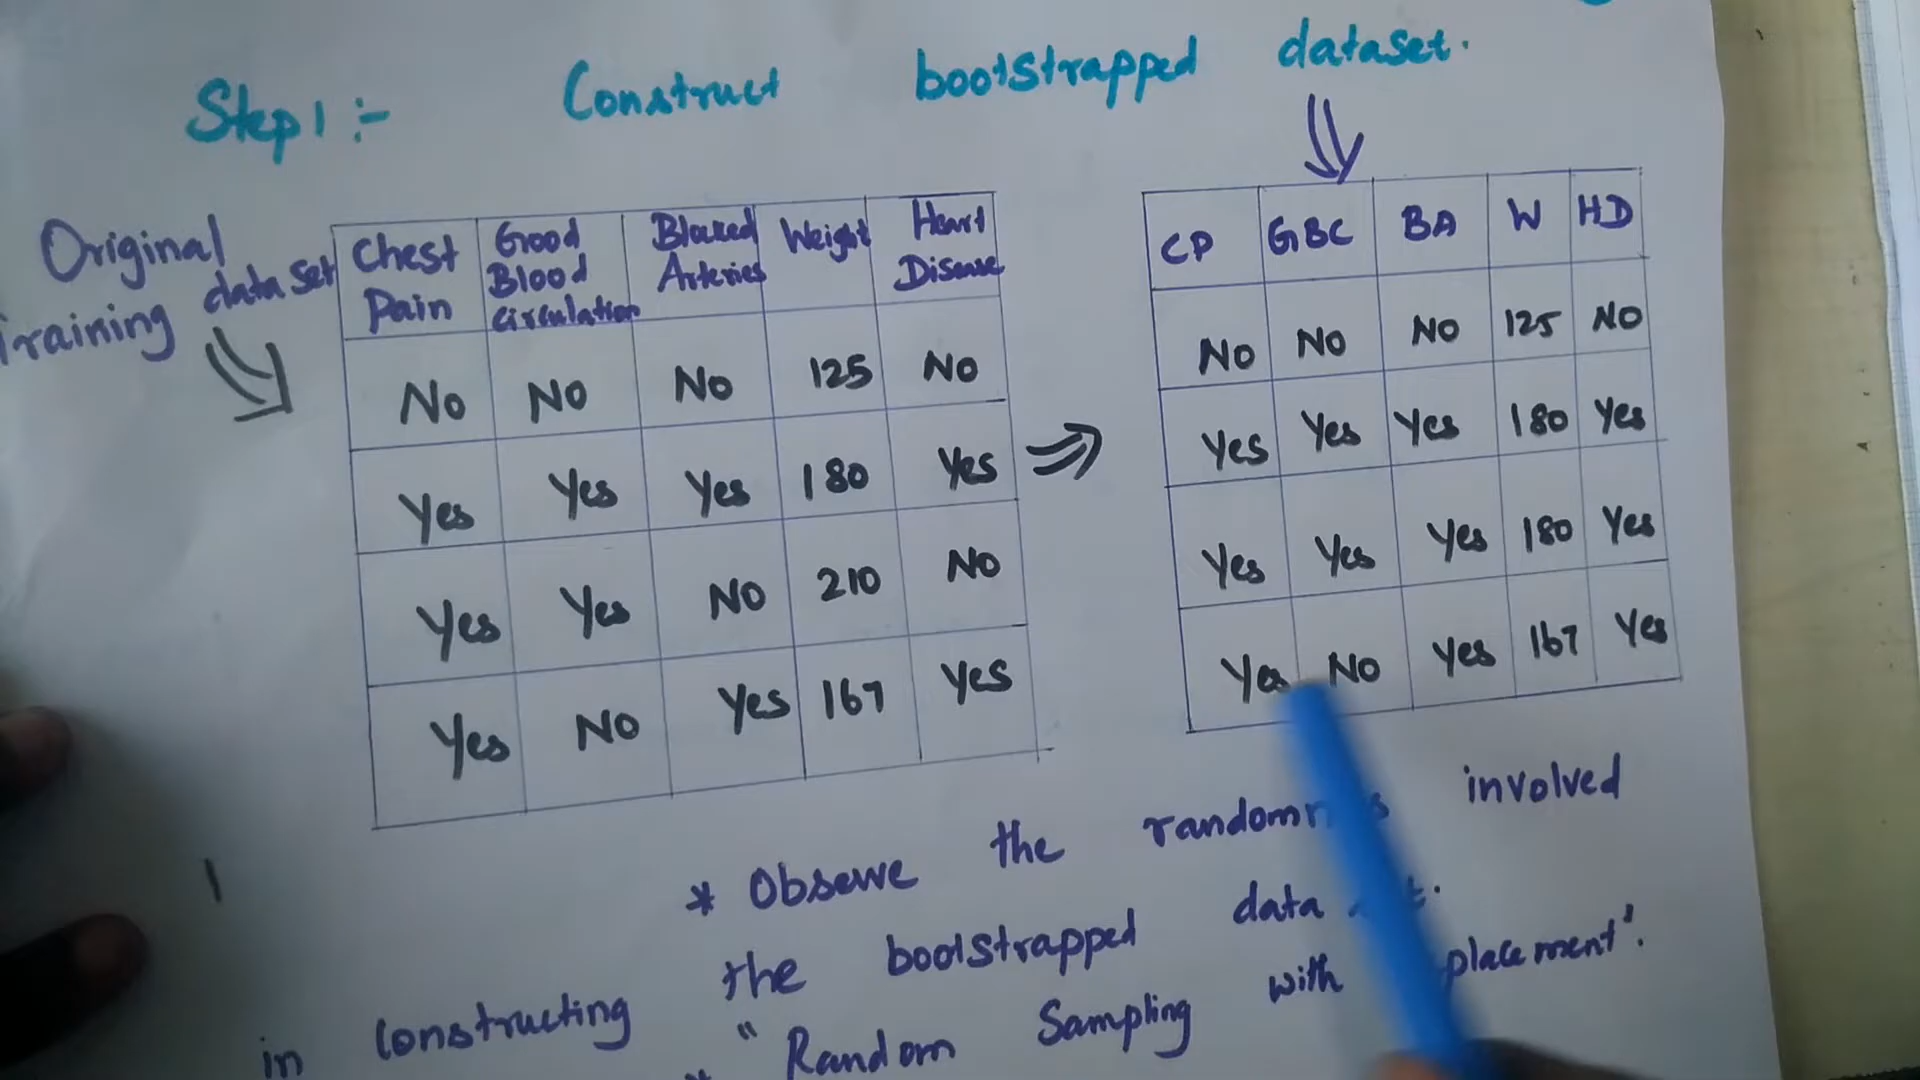 Step 1 :- Construct bootstrapped dataset.
Original
Training dataset
Chest Pain Good Blood Circulation Blocked Arteries Weight Heart Disease
No No No 125 No
Yes Yes Yes 180 Yes
Yes Yes No 210 No
Yes No Yes 167 Yes
CP GBC BA W HD
No No No 125 No
Yes Yes Yes 180 Yes
Yes Yes Yes 180 Yes
Yes No Yes 167 Yes
* Observe the involved
in constructing the bootstrapped data
* "Random Sampling with